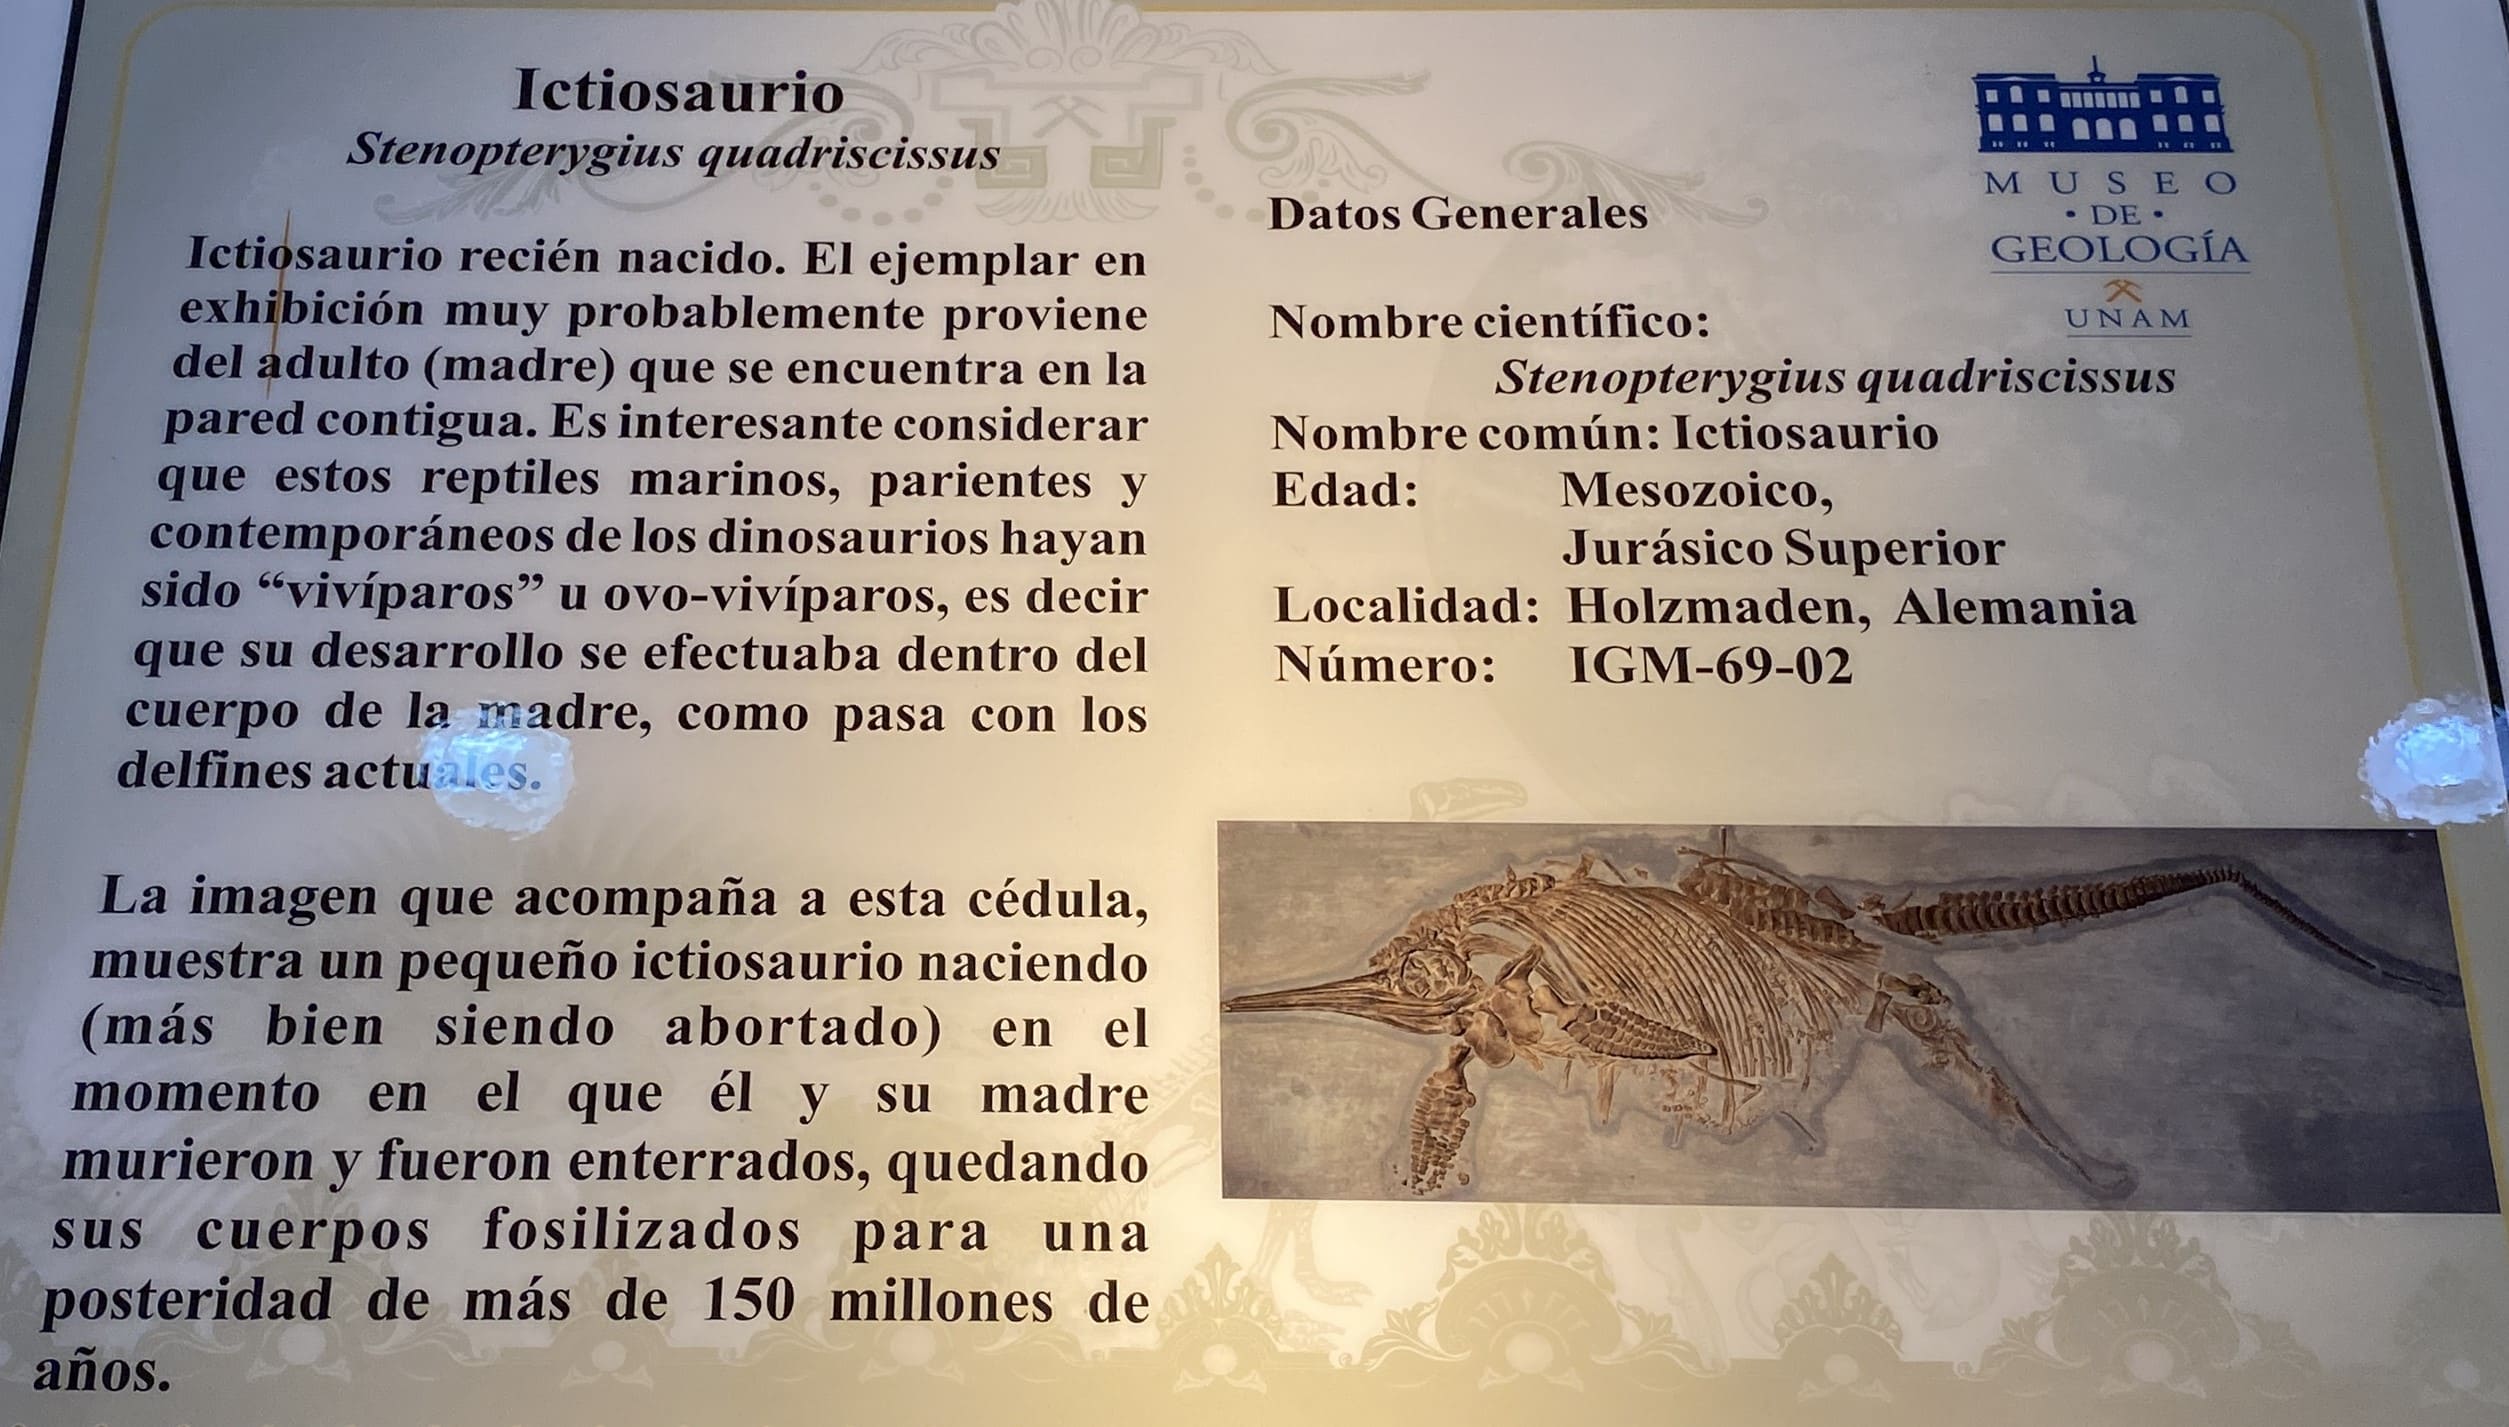 Ictiosaurio
Stenopterygius quadriscissus
Ictiosaurio recién nacido. El ejemplar en
exhibición muy probablemente proviene
del adulto (madre) que se encuentra en la
pared contigua. Es interesante considerar
que estos reptiles marinos, parientes y
contemporáneos de los dinosaurios hayan
sido “vivíparos” u ovo-vivíparos, es decir
que su desarrollo se efectuaba dentro del
cuerpo de la madre, como pasa con los
delfines actuales.
La imagen que acompaña a esta cédula,
muestra un pequeño ictiosaurio naciendo
(más bien siendo abortado) en el
momento en el que él y su madre
murieron y fueron enterrados, quedando
sus cuerpos fosilizados para una
posteridad de más de 150 millones de
años.
MUSEO
• DE •
GEOLOGÍA
UNAM
Datos Generales
Nombre científico:
Stenopterygius quadriscissus
Nombre común: Ictiosaurio
Edad: Mesozoico,
Jurásico Superior
Localidad: Holzmaden, Alemania
Número: IGM-69-02